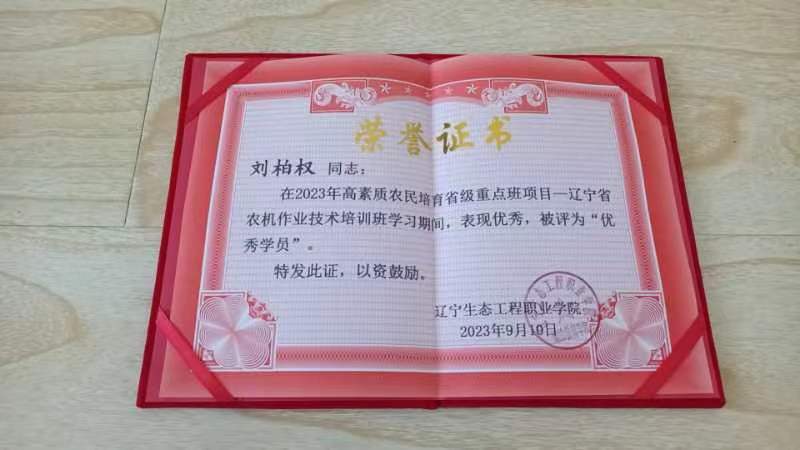 荣誉证书
刘柏权 同志：
在2023年高素质农民培育省级重点班项目—辽宁省
农机作业技术培训班学习期间，表现优秀，被评为“优
秀学员”。
特发此证，以资鼓励。
辽宁生态工程职业学院
2023年9月10日